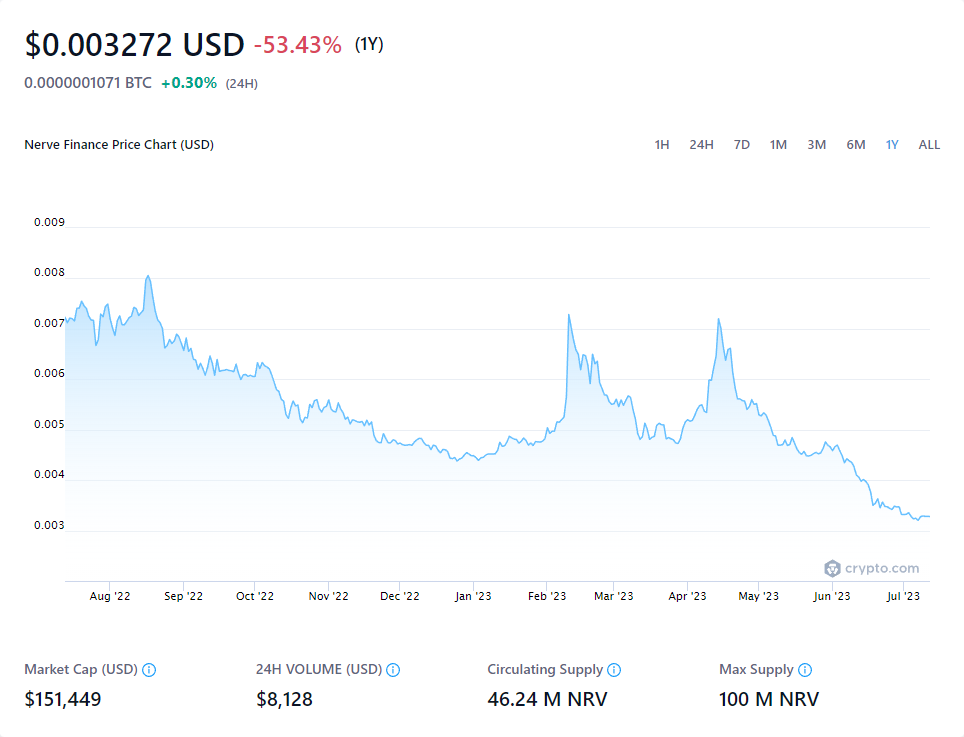 $0.003272 USD -53.43% (1Y)
0.0000001071 BTC +0.30% (24H)
Nerve Finance Price Chart (USD) 1H 24H 7D 1M 3M 6M 1Y ALL
0.009
0.008
0.007
0.006
0.005
0.004
0.003
crypto.com
Aug '22 Sep '22 Oct '22 Nov '22 Dec '22 Jan '23 Feb '23 Mar '23 Apr '23 May '23 Jun '23 Jul '23
Market Cap (USD) 24H VOLUME (USD) Circulating Supply Max Supply
$151,449 $8,128 46.24 M NRV 100 M NRV